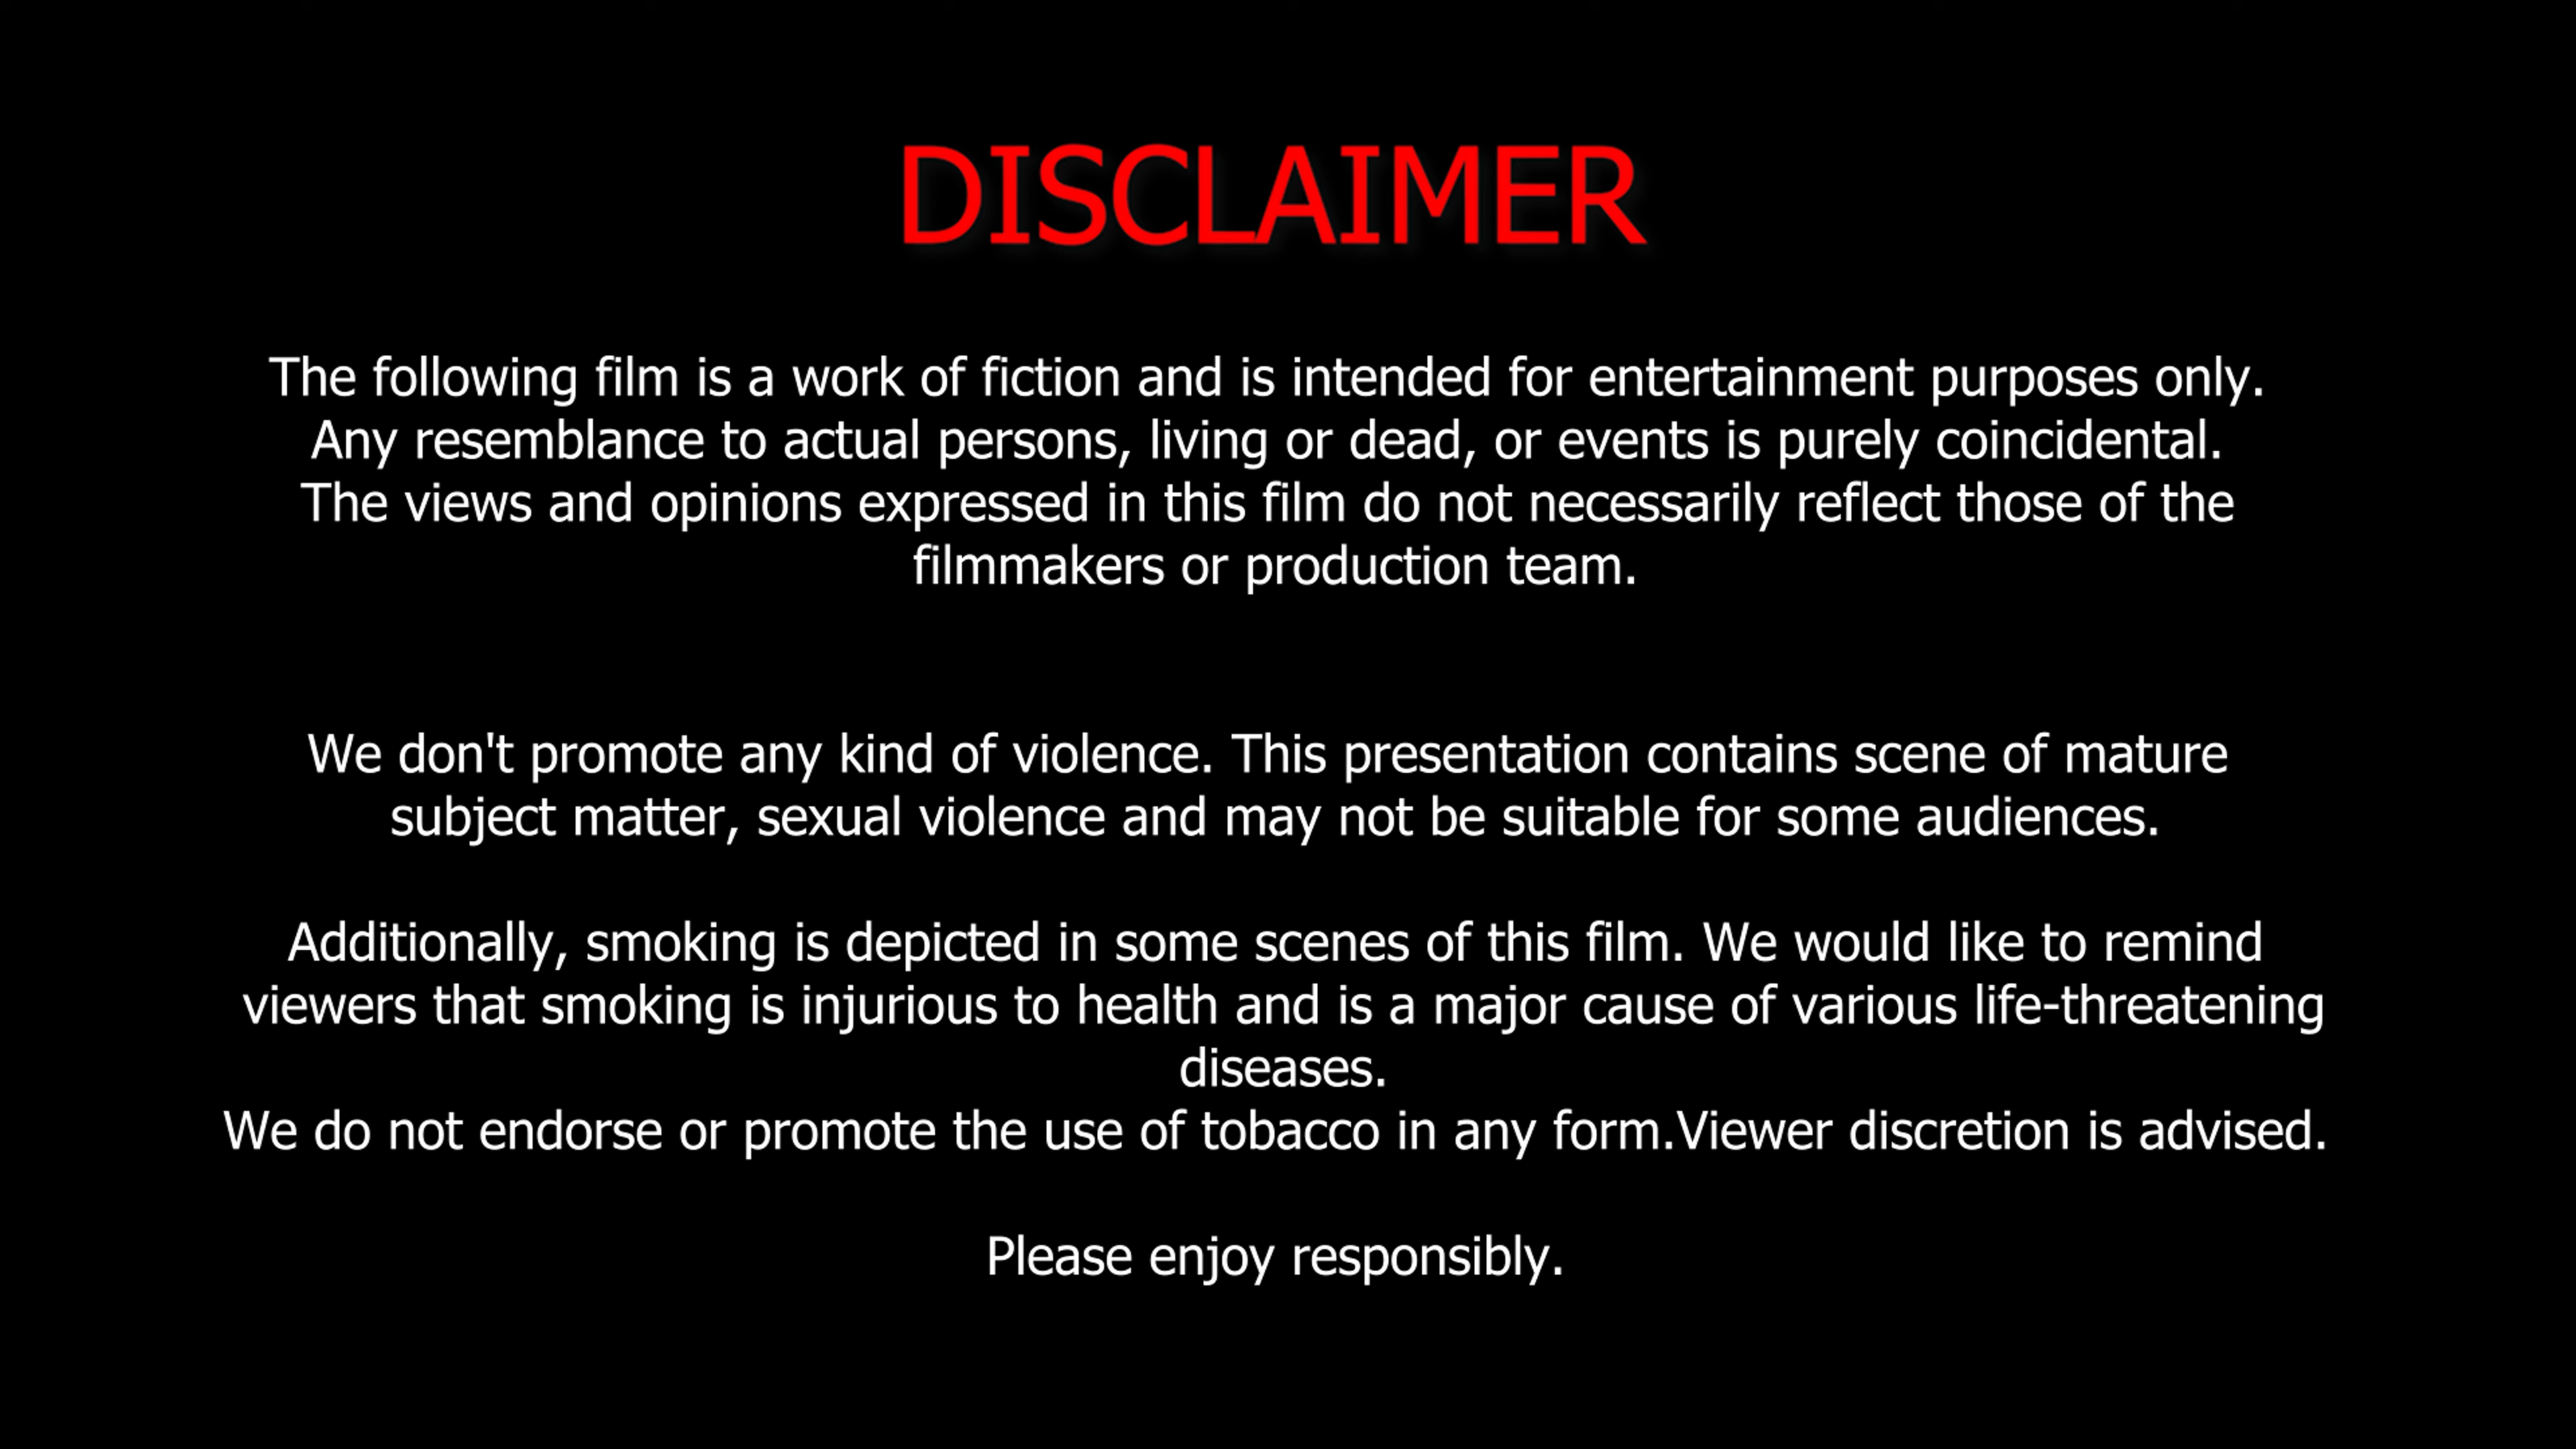 DISCLAIMER
The following film is a work of fiction and is intended for entertainment purposes only.
Any resemblance to actual persons, living or dead, or events is purely coincidental.
The views and opinions expressed in this film do not necessarily reflect those of the
filmmakers or production team.
We don't promote any kind of violence. This presentation contains scene of mature
subject matter, sexual violence and may not be suitable for some audiences.
Additionally, smoking is depicted in some scenes of this film. We would like to remind
viewers that smoking is injurious to health and is a major cause of various life-threatening
diseases.
We do not endorse or promote the use of tobacco in any form.Viewer discretion is advised.
Please enjoy responsibly.